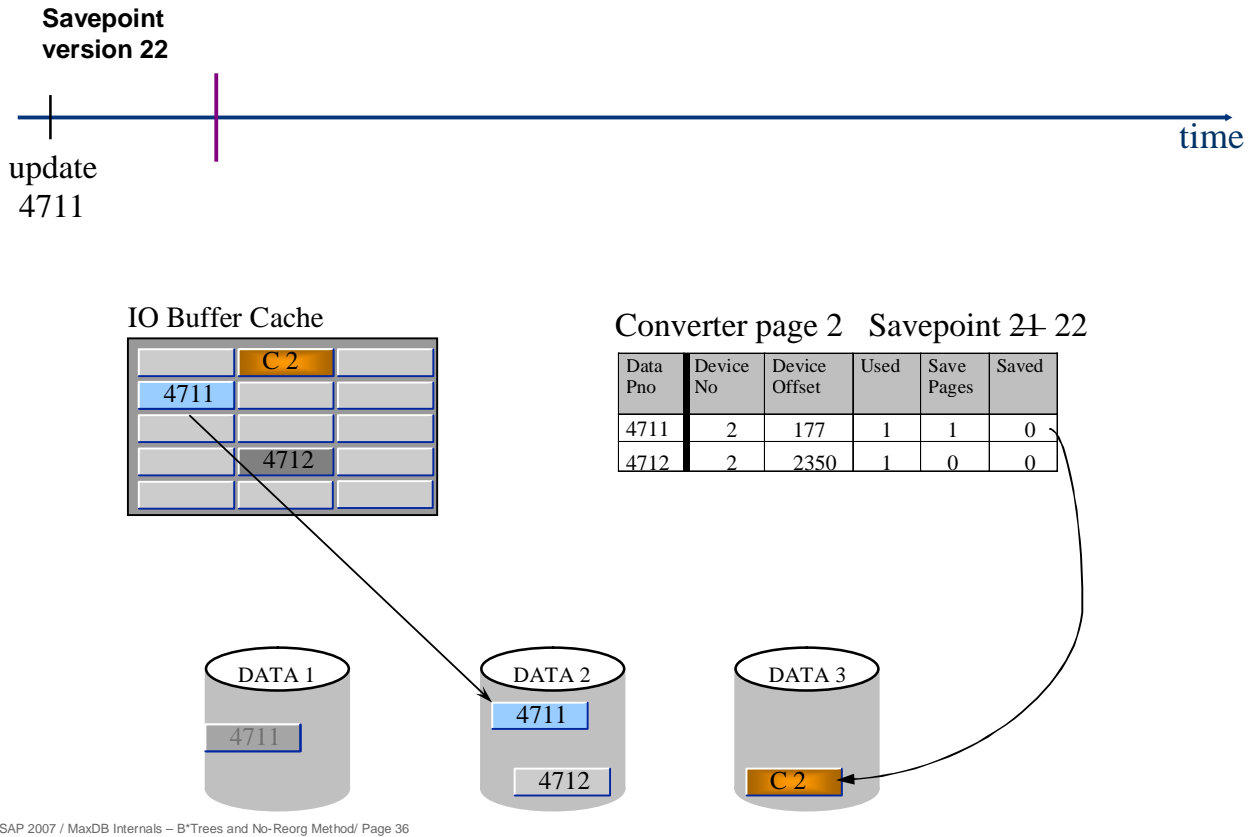 Savepoint
version 22
time
update
4711
IO Buffer Cache
C 2
4711
4712
Converter page 2 Savepoint 21 22
Data Pno Device No Device Offset Used Save Pages Saved
4711 2 177 1 1 0
4712 2 2350 1 0 0
DATA 1
DATA 2
DATA 3
4711
4711
4712
C 2
SAP 2007 / MaxDB Internals – B*Trees and No-Reorg Method/ Page 36